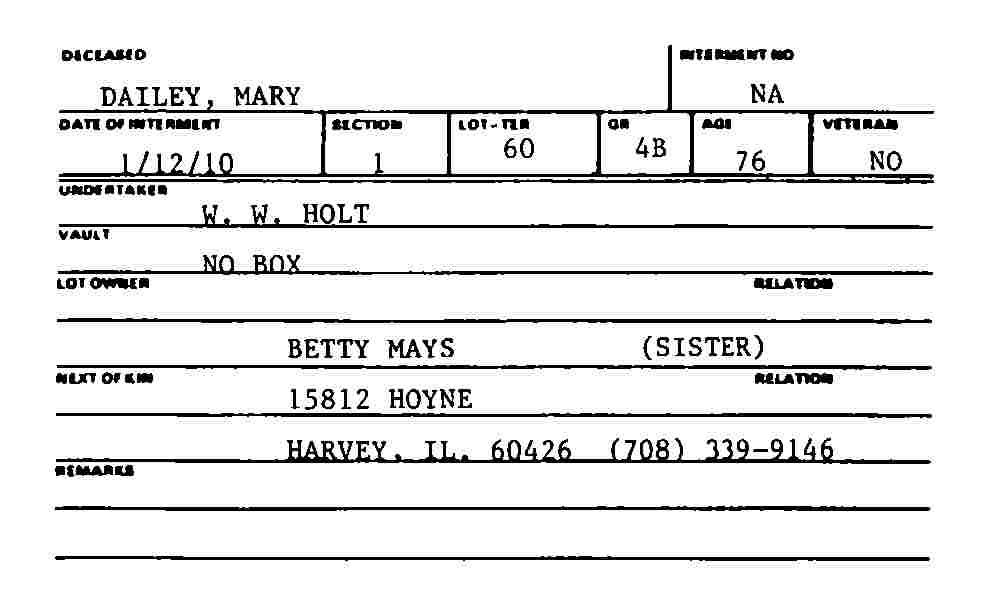 DECEASED INTERMENT NO
DAILEY, MARY NA
DATE OF INTERMENT SECTION LOT-TER GR AGE VETERAN
1/12/10 1 60 4B 76 NO
UNDERTAKER
W. W. HOLT
VAULT
NO BOX
LOT OWNER RELATION
BETTY MAYS (SISTER)
NEXT OF KIN RELATION
15812 HOYNE
HARVEY, IL. 60426 (708) 339-9146
REMARKS